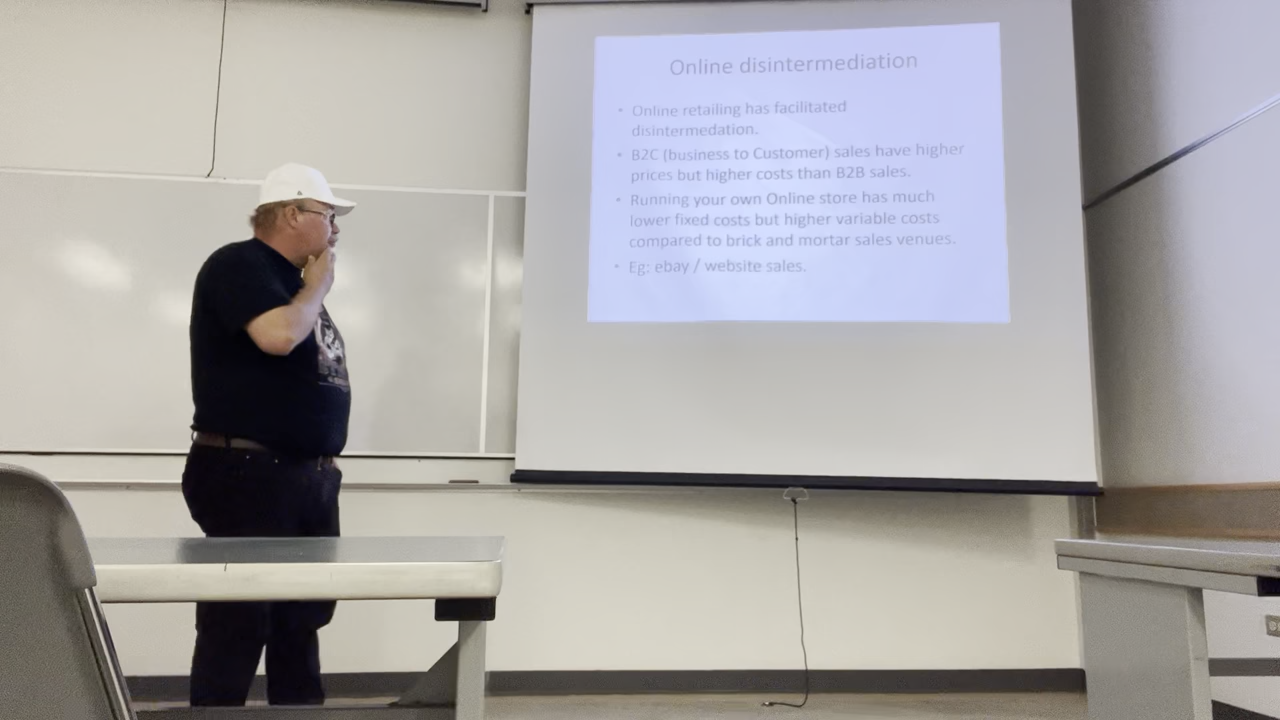 Online disintermediation
• Online retailing has facilitated
disintermedation.
• B2C (business to Customer) sales have higher
prices but higher costs than B2B sales.
• Running your own Online store has much
lower fixed costs but higher variable costs
compared to brick and mortar sales venues.
• Eg: ebay / website sales.